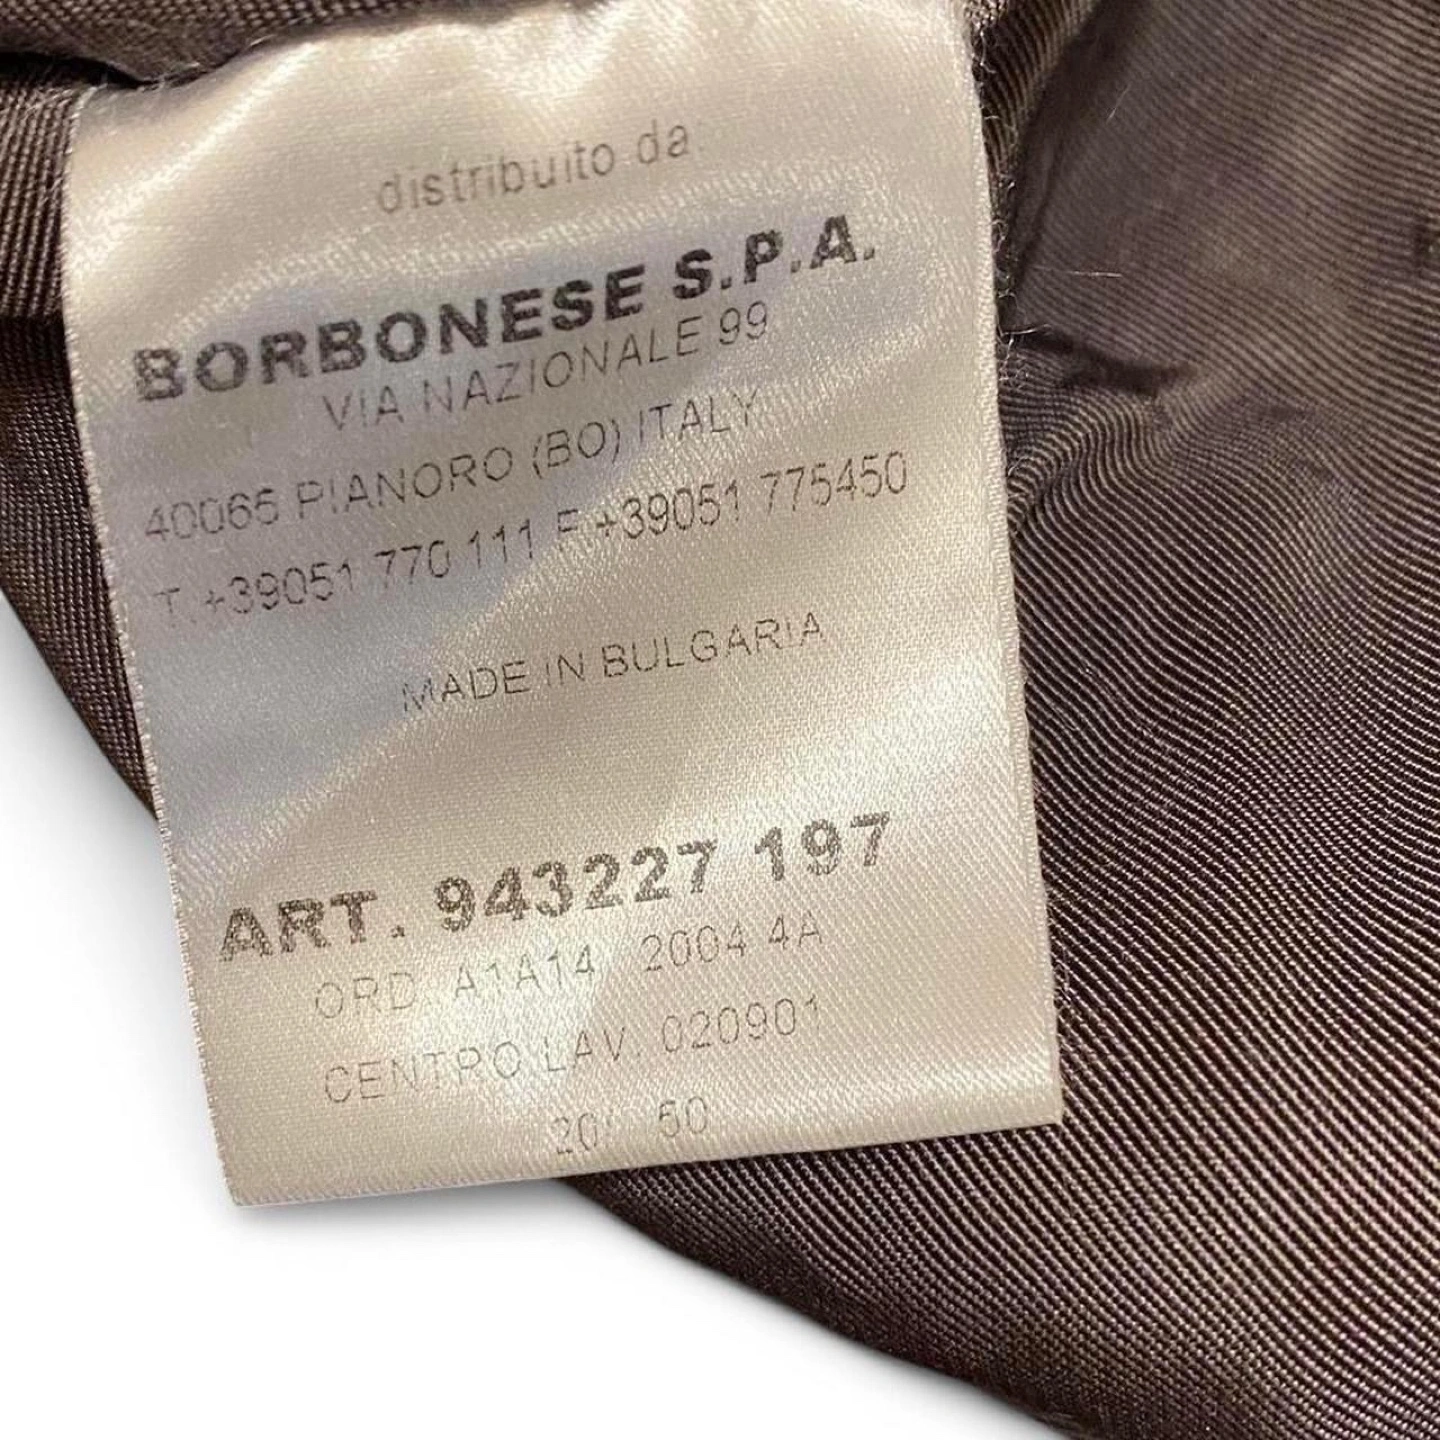 distribuito da
BORBONESE S.P.A.
VIA NAZIONALE 99
40065 PIANORO (BO) ITALY
T. +39051 770 111 F +39051 775450
MADE IN BULGARIA
ART. 943227 197
ORD. A1A14 2004 4A
CENTRO LAV. 020901
50